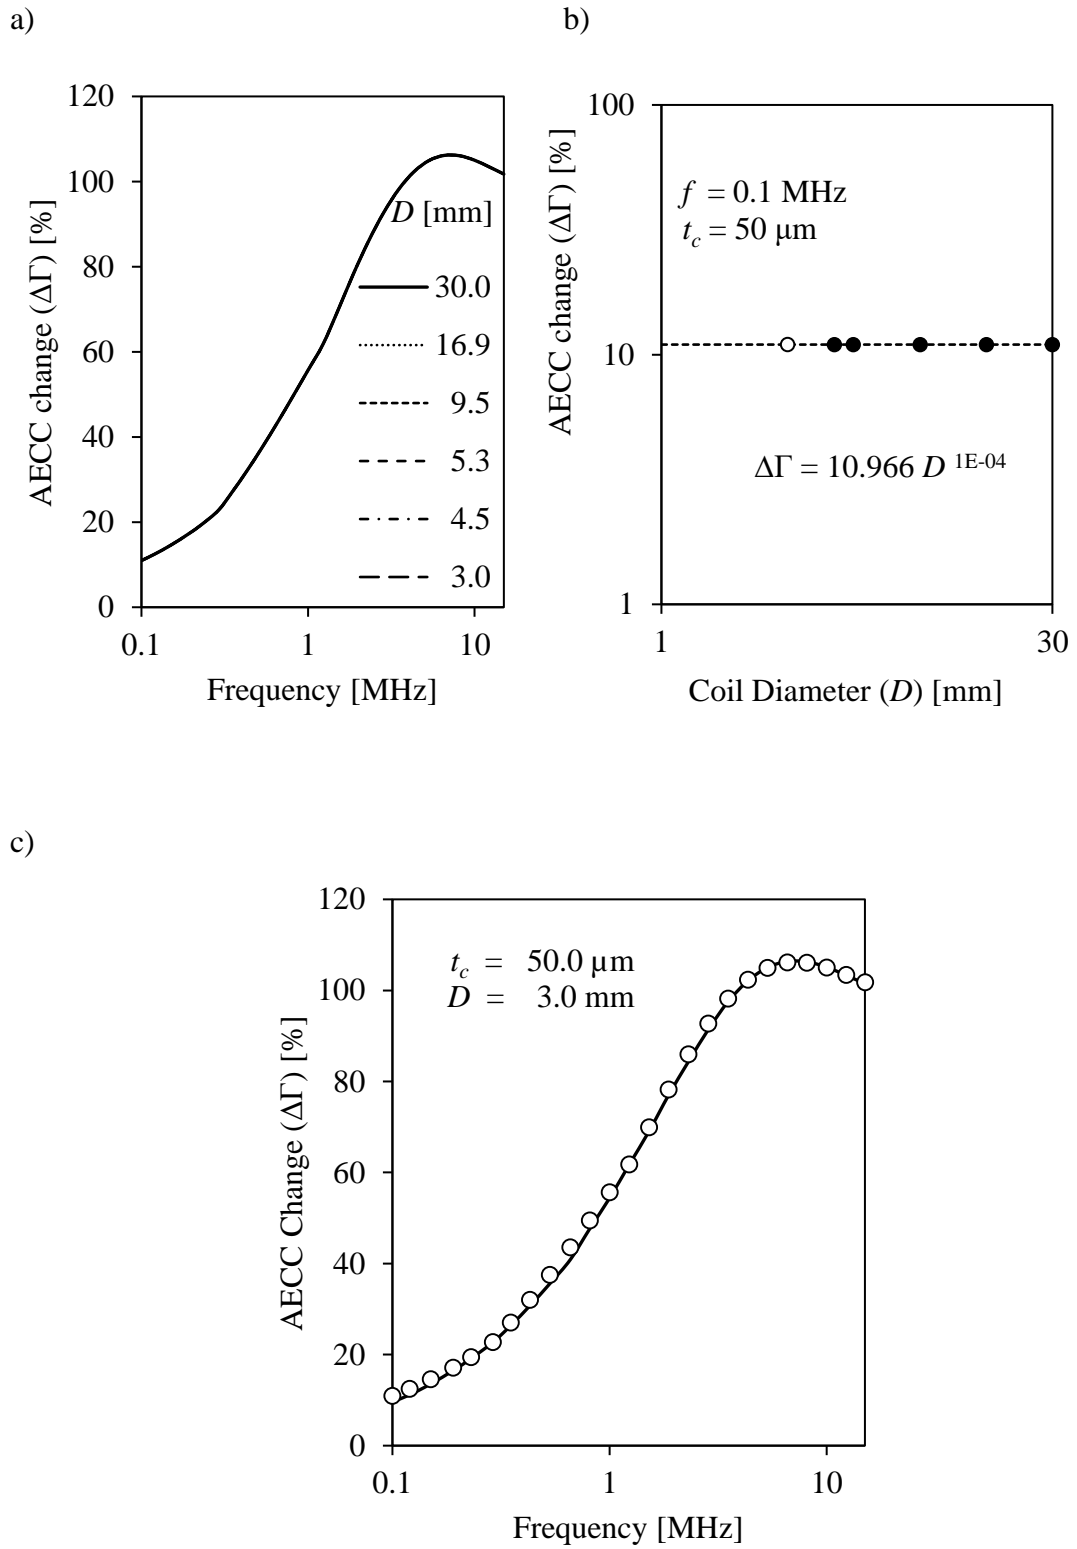 a)
120
100
80
60
40
20
0
0.1
1
10
AECC change (ΔΓ) [%]
Frequency [MHz]
D [mm]
30.0
16.9
9.5
5.3
4.5
3.0
b)
100
10
1
1
30
AECC change (ΔΓ) [%]
Coil Diameter (D) [mm]
f = 0.1 MHz
t_c = 50 μm
ΔΓ = 10.966 D ^1E-04
c)
120
100
80
60
40
20
0
0.1
1
10
AECC Change (ΔΓ) [%]
Frequency [MHz]
t_c = 50.0 µm
D = 3.0 mm